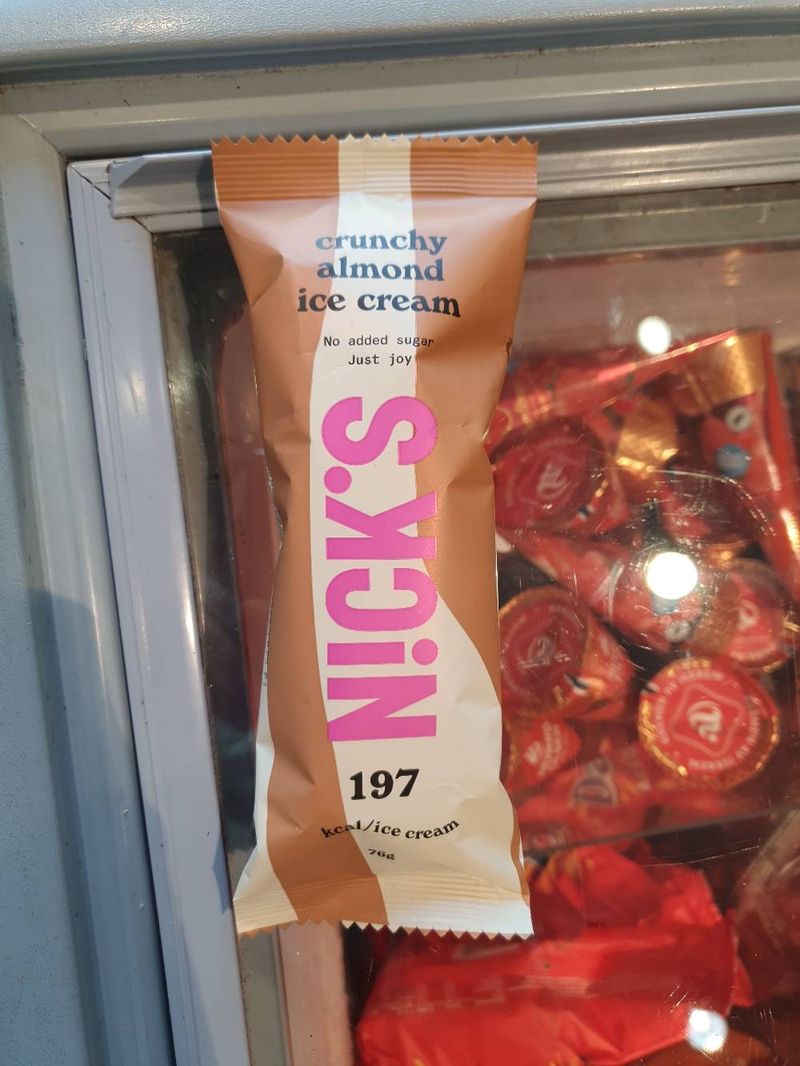 crunchy
almond
ice cream
No added sugar
Just joy
N!CK'S
197
kcal/ice cream
76g